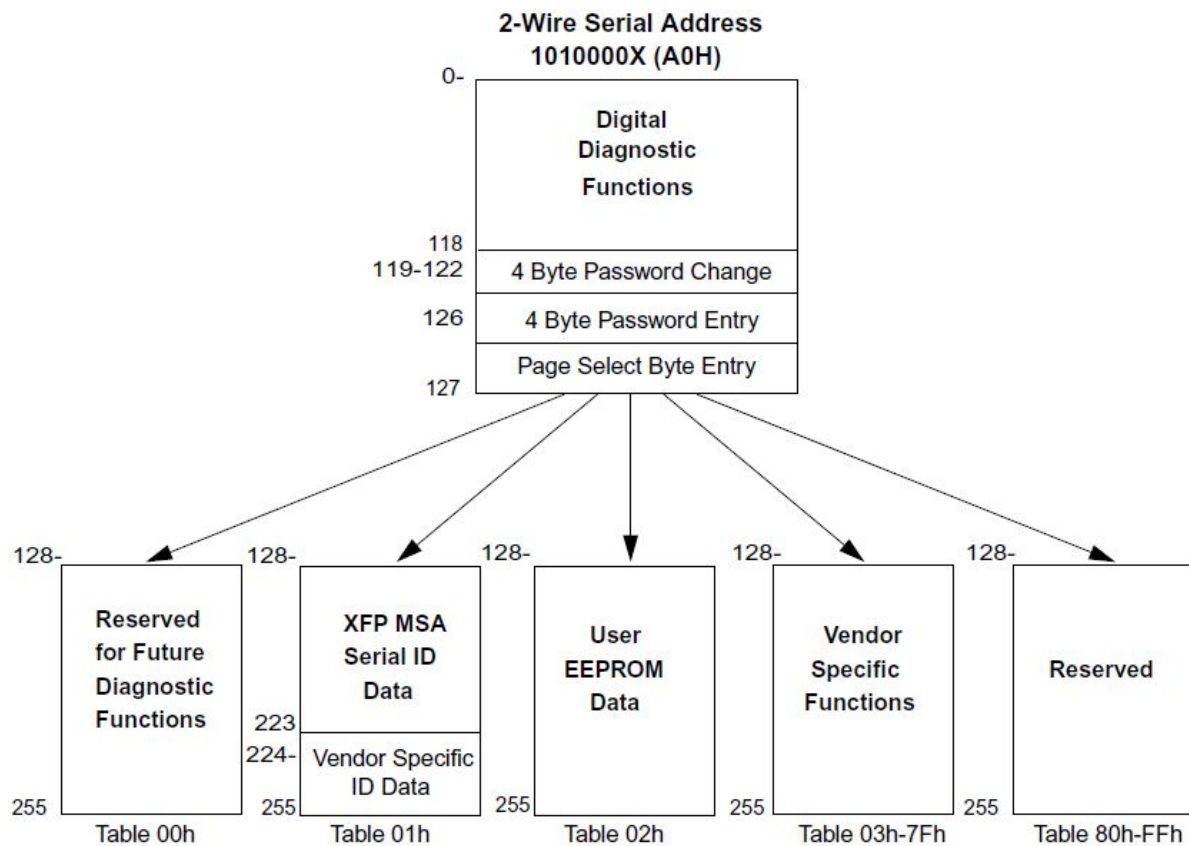 2-Wire Serial Address
1010000X (A0H)
0-
Digital
Diagnostic
Functions
118
119-122
4 Byte Password Change
126
4 Byte Password Entry
Page Select Byte Entry
127
128-
Reserved
for Future
Diagnostic
Functions
255
Table 00h
128-
XFP MSA
Serial ID
Data
223
224-
Vendor Specific
ID Data
255
Table 01h
128-
User
EEPROM
Data
255
Table 02h
128-
Vendor
Specific
Functions
255
Table 03h-7Fh
128-
Reserved
255
Table 80h-FFh